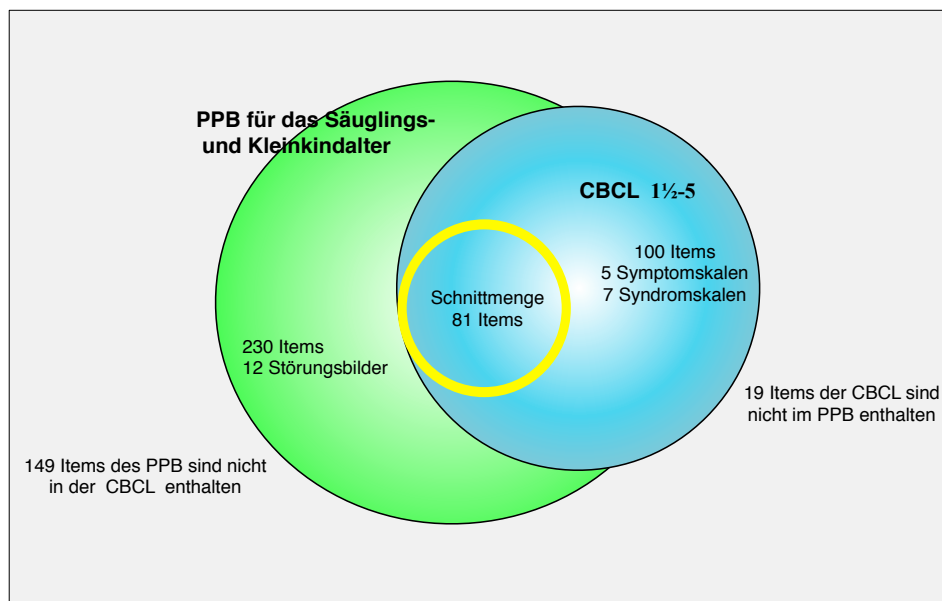 PPB für das Säuglings-
und Kleinkindalter
CBCL 1½-5
100 Items
5 Symptomskalen
7 Syndromskalen
Schnittmenge
81 Items
230 Items
12 Störungsbilder
19 Items der CBCL sind
nicht im PPB enthalten
149 Items des PPB sind nicht
in der CBCL enthalten